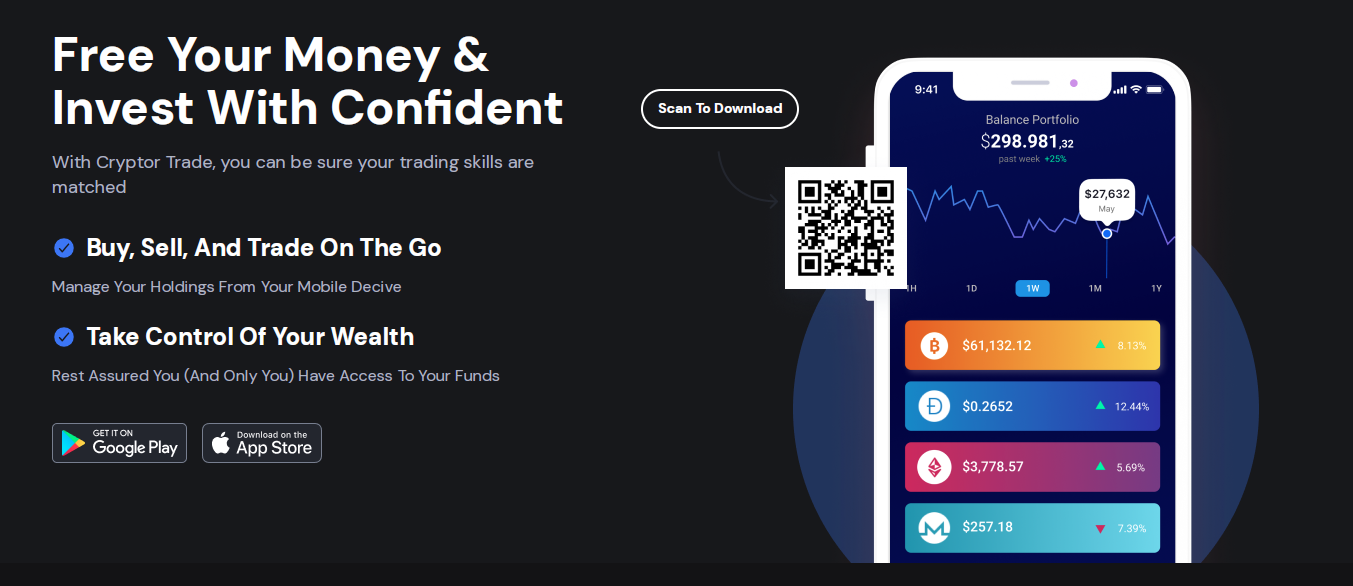 Free Your Money &
Invest With Confident
With Cryptor Trade, you can be sure your trading skills are
matched
Buy, Sell, And Trade On The Go
Manage Your Holdings From Your Mobile Decive
Take Control Of Your Wealth
Rest Assured You (And Only You) Have Access To Your Funds
GET IT ON
Google Play
Download on the
App Store
Scan To Download
9:41
Balance Portfolio
$298.981,32
past week +25%
$27,632
May
1H 1D 1W 1M 1Y
$61,132.12 8.13%
$0.2652 12.44%
$3,778.57 5.69%
$257.18 7.39%